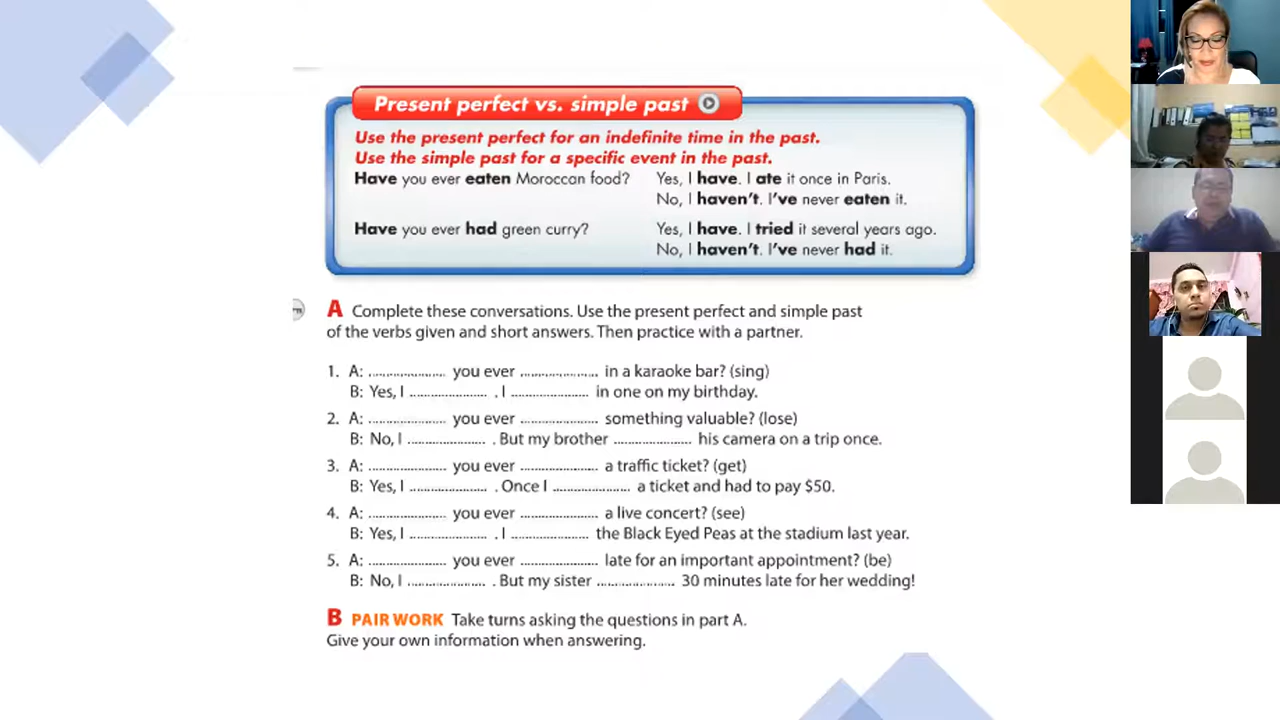 Present perfect vs. simple past
Use the present perfect for an indefinite time in the past.
Use the simple past for a specific event in the past.
Have you ever eaten Moroccan food? Yes, I have. I ate it once in Paris.
No, I haven't. I've never eaten it.
Have you ever had green curry? Yes, I have. I tried it several years ago.
No, I haven't. I've never had it.
A Complete these conversations. Use the present perfect and simple past
of the verbs given and short answers. Then practice with a partner.
1. A: ........................ you ever ........................ in a karaoke bar? (sing)
B: Yes, I ........................ . I ........................ in one on my birthday.
2. A: ........................ you ever ........................ something valuable? (lose)
B: No, I ........................ . But my brother ........................ his camera on a trip once.
3. A: ........................ you ever ........................ a traffic ticket? (get)
B: Yes, I ........................ . Once I ........................ a ticket and had to pay $50.
4. A: ........................ you ever ........................ a live concert? (see)
B: Yes, I ........................ . I ........................ the Black Eyed Peas at the stadium last year.
5. A: ........................ you ever ........................ late for an important appointment? (be)
B: No, I ........................ . But my sister ........................ 30 minutes late for her wedding!
B PAIR WORK Take turns asking the questions in part A.
Give your own information when answering.